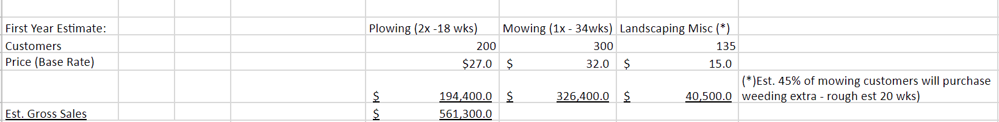 First Year Estimate: Plowing (2x -18 wks) Mowing (1x - 34wks) Landscaping Misc (*)
Customers 200 300 135
Price (Base Rate) $27.0 $ 32.0 $ 15.0
(*)Est. 45% of mowing customers will purchase
$ 194,400.0 $ 326,400.0 $ 40,500.0 weeding extra - rough est 20 wks)
Est. Gross Sales $ 561,300.0